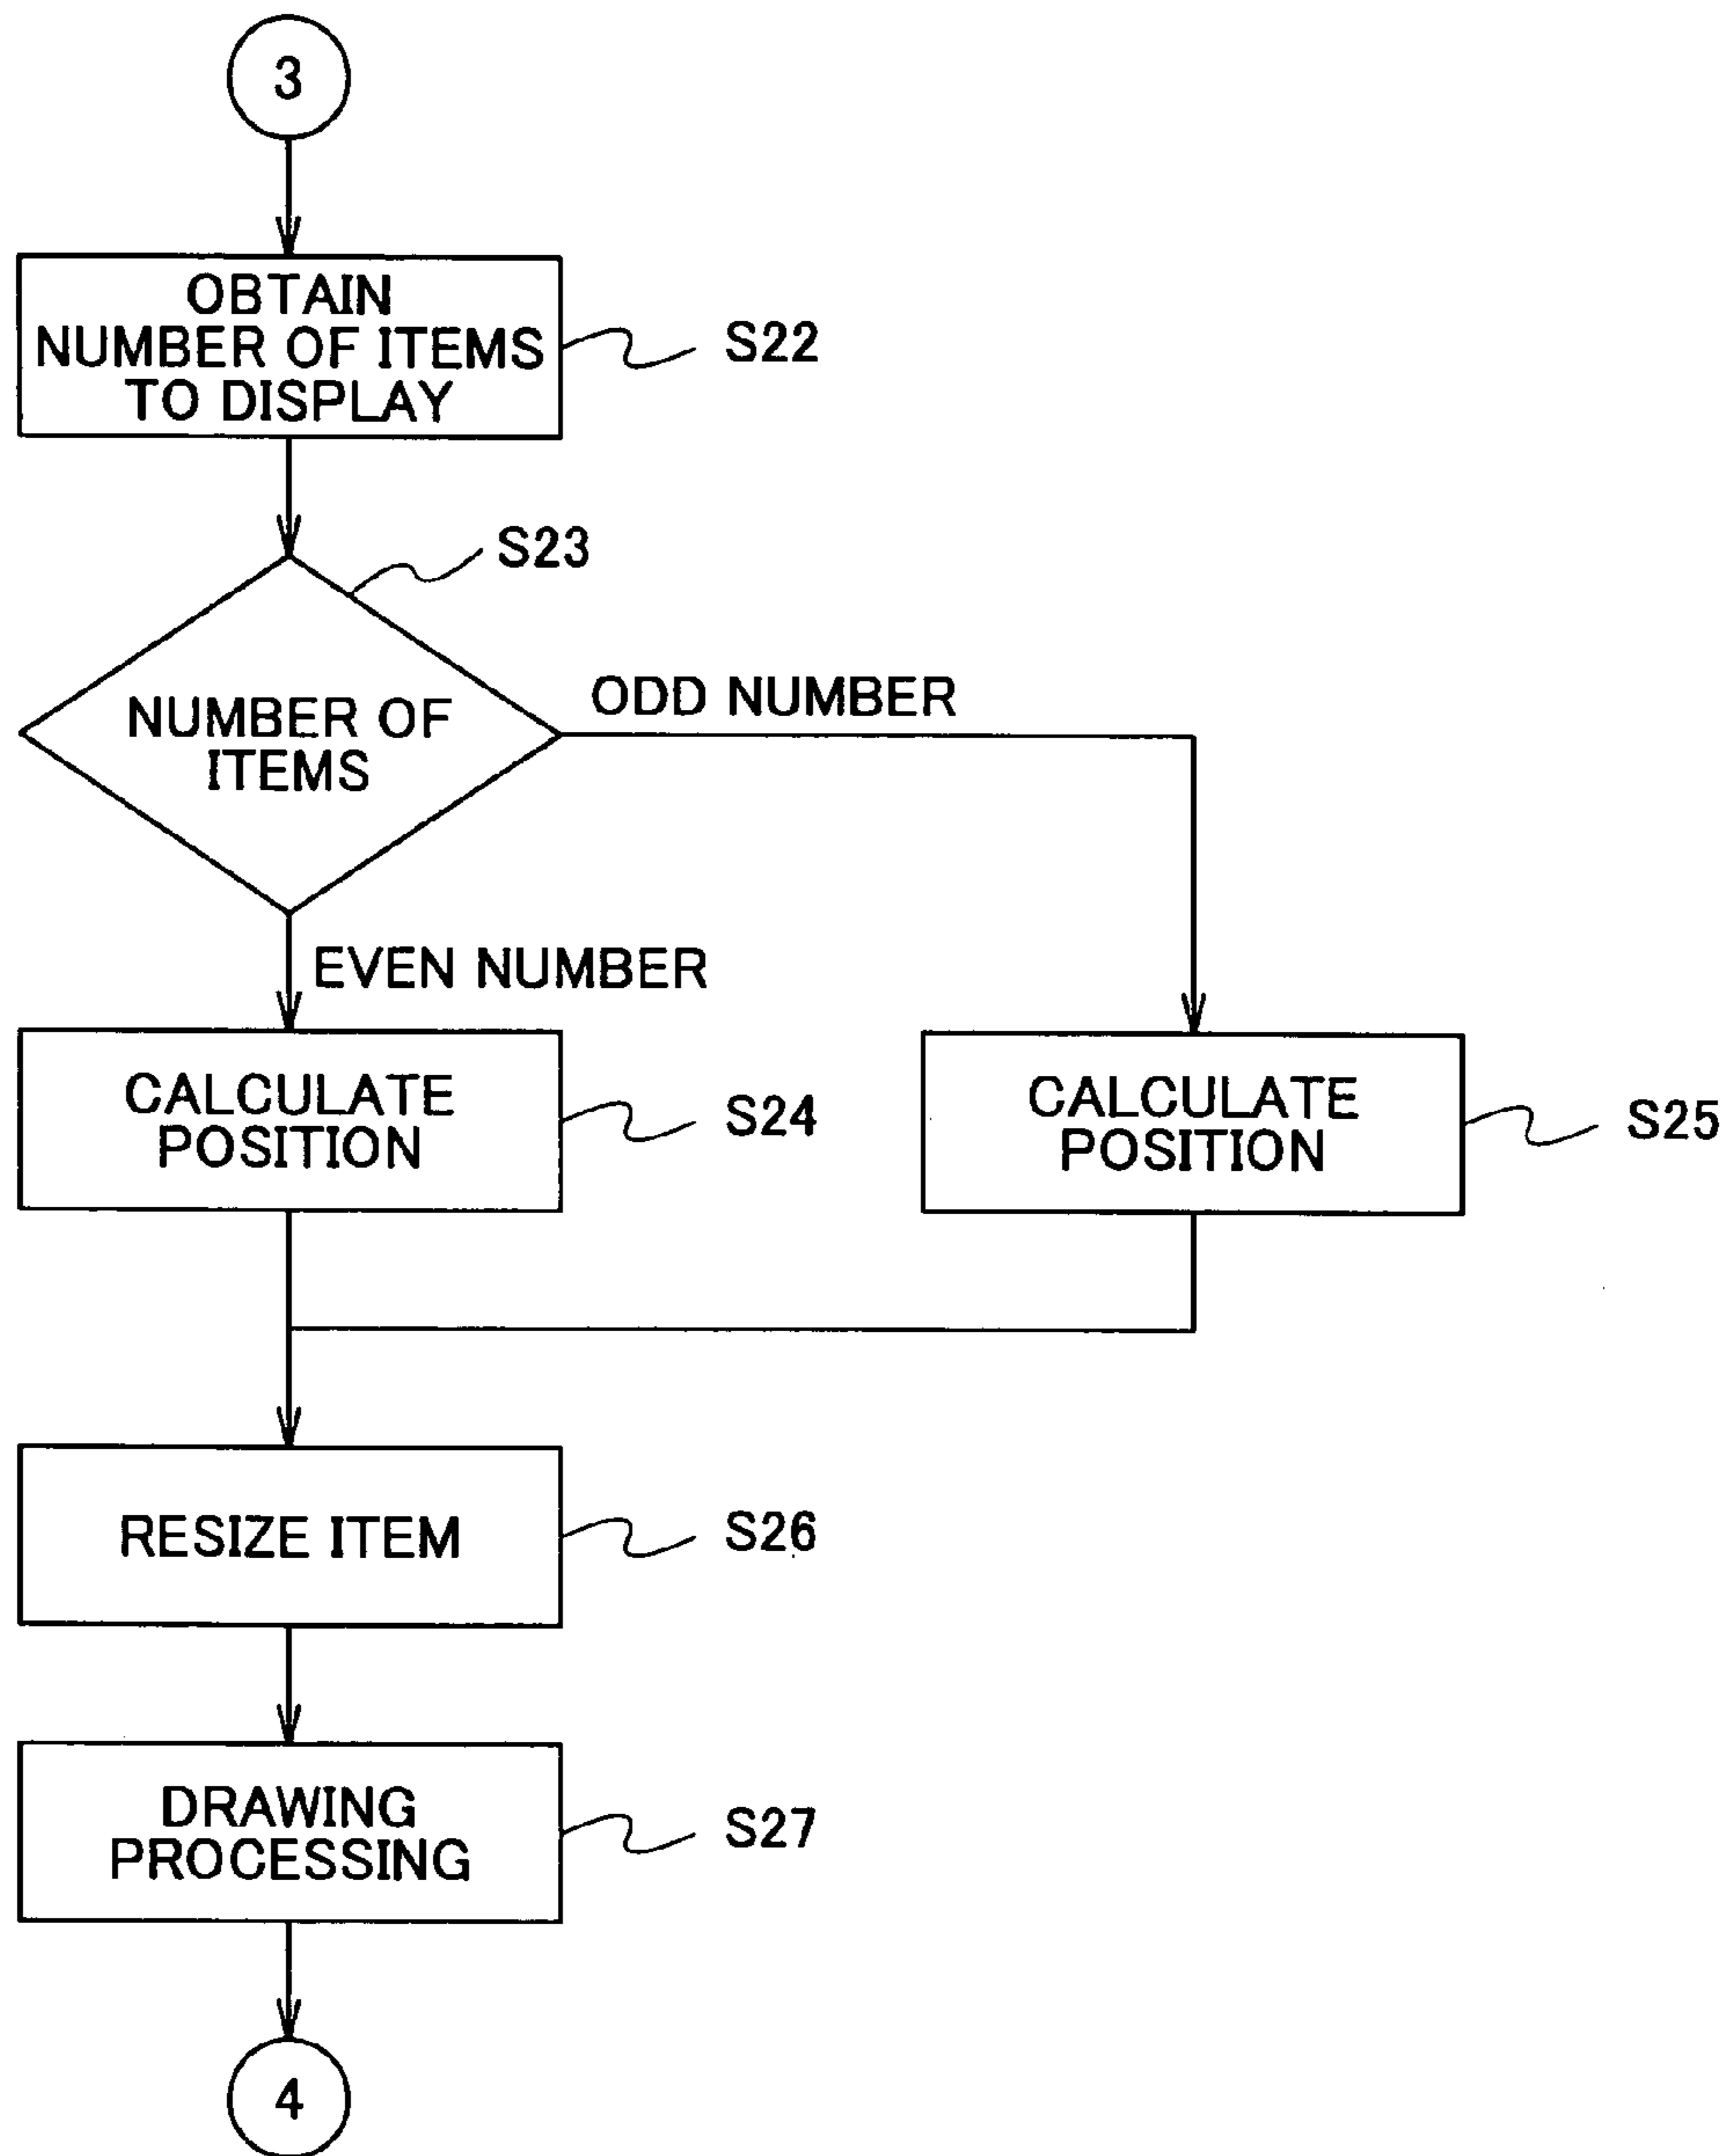 3
OBTAIN
NUMBER OF ITEMS
TO DISPLAY
S22
S23
NUMBER OF
ITEMS
ODD NUMBER
EVEN NUMBER
CALCULATE
POSITION
S24
CALCULATE
POSITION
S25
RESIZE ITEM
S26
DRAWING
PROCESSING
S27
4